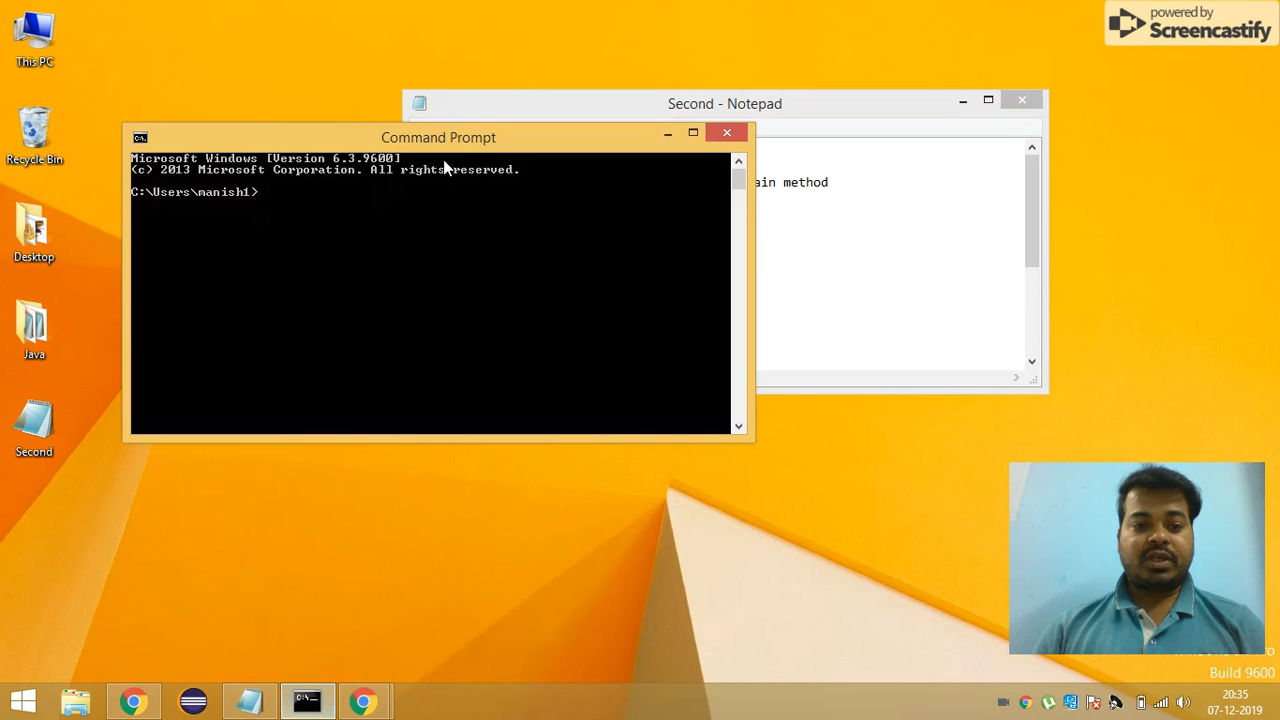 powered by
Screencastify
This PC
Recycle Bin
Desktop
Java
Second
Second - Notepad
ain method
Command Prompt
C:\.
Microsoft Windows [Version 6.3.9600]
(c) 2013 Microsoft Corporation. All rights reserved.
C:\Users\manish1>
Build 9600
20:35
07-12-2019